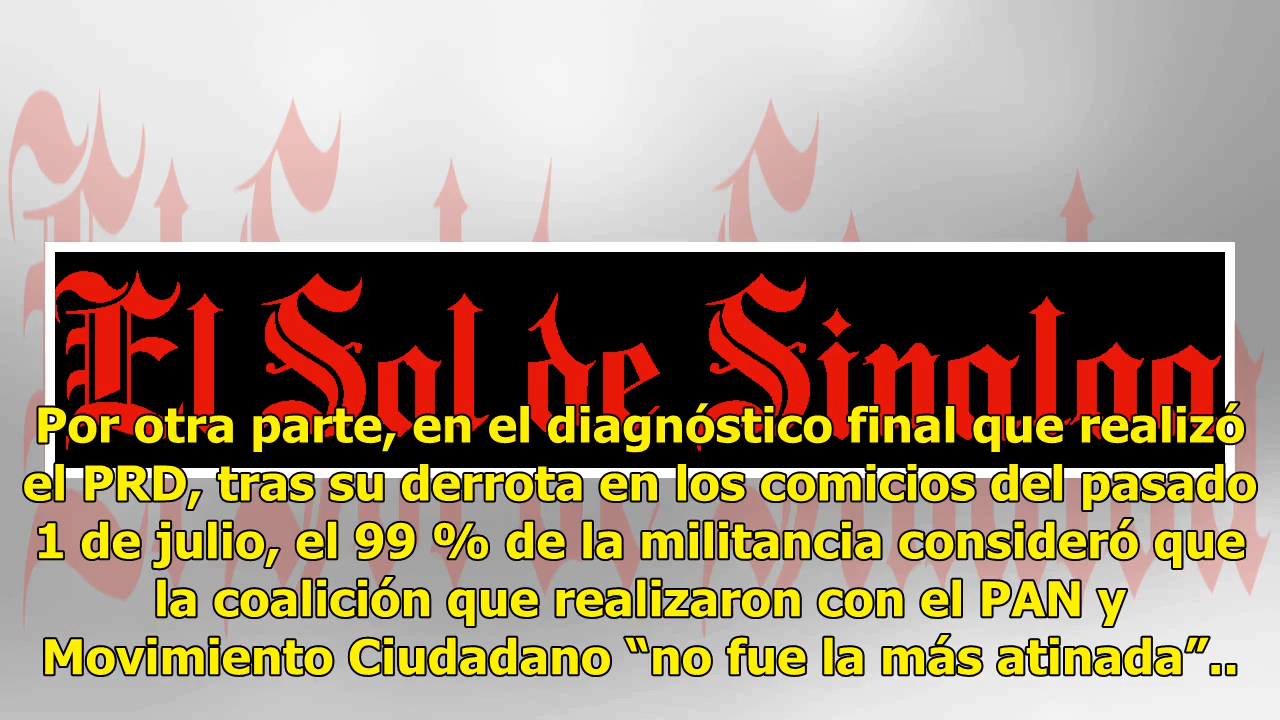 El Sol de Sinaloa
Por otra parte, en el diagnóstico final que realizó
el PRD, tras su derrota en los comicios del pasado
1 de julio, el 99 % de la militancia consideró que
la coalición que realizaron con el PAN y
Movimiento Ciudadano “no fue la más atinada”..